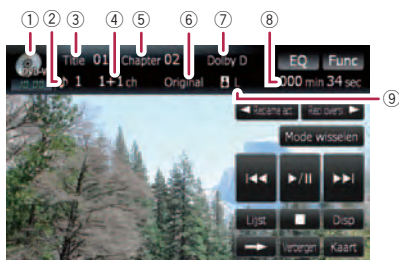 ① ② ③ ④ ⑤ ⑥ ⑦ ⑧
Title 01 Chapter 02 Dolby D EQ Func
1 1+1 ch Original L 000 min 34 sec
⑨
Mode wisselen
Lijst Disp
Verbergen Kaart